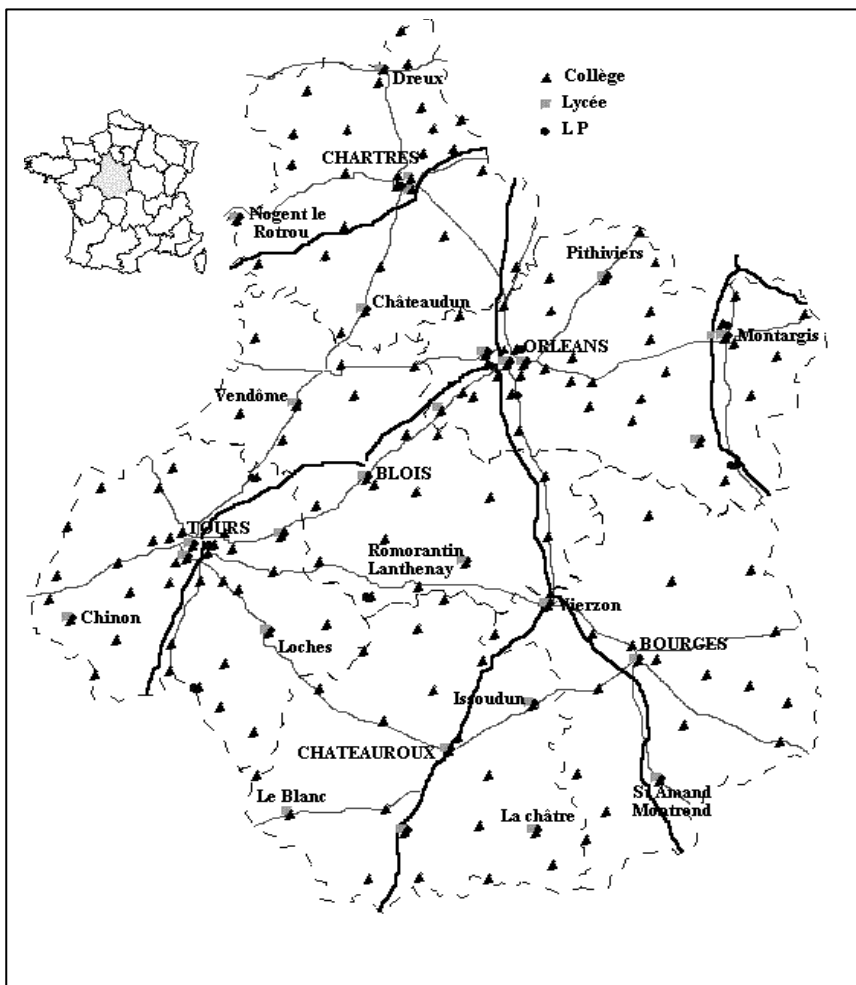 Dreux
Collège
Lycée
L P
CHARTRES
Nogent le
Rotrou
Pithiviers
Châteaudun
ORLEANS
Montargis
Vendôme
BLOIS
TOURS
Romorantin
Lanthenay
Chinon
Vierzon
Loches
BOURGES
Issoudun
CHATEAUROUX
Le Blanc
La châtre
St Amand
Montrond